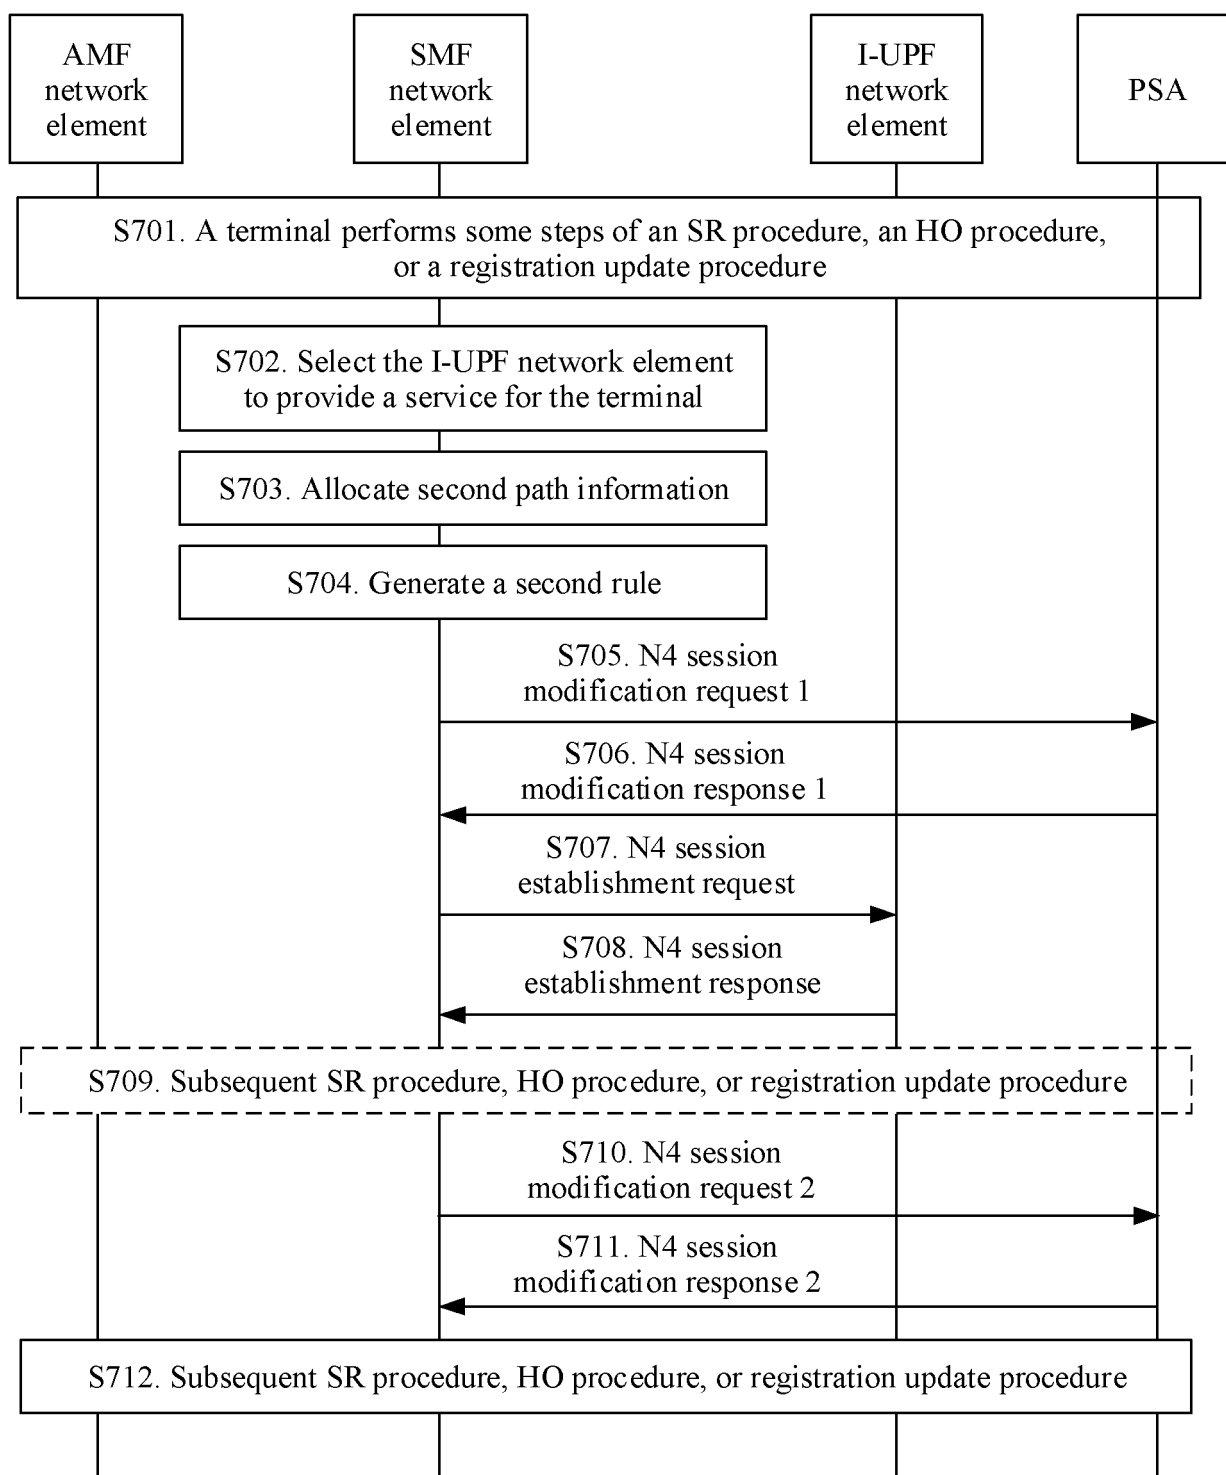 AMF
network
element
SMF
network
element
I-UPF
network
element
PSA
S701. A terminal performs some steps of an SR procedure, an HO procedure,
or a registration update procedure
S702. Select the I-UPF network element
to provide a service for the terminal
S703. Allocate second path information
S704. Generate a second rule
S705. N4 session
modification request 1
S706. N4 session
modification response 1
S707. N4 session
establishment request
S708. N4 session
establishment response
S709. Subsequent SR procedure, HO procedure, or registration update procedure
S710. N4 session
modification request 2
S711. N4 session
modification response 2
S712. Subsequent SR procedure, HO procedure, or registration update procedure